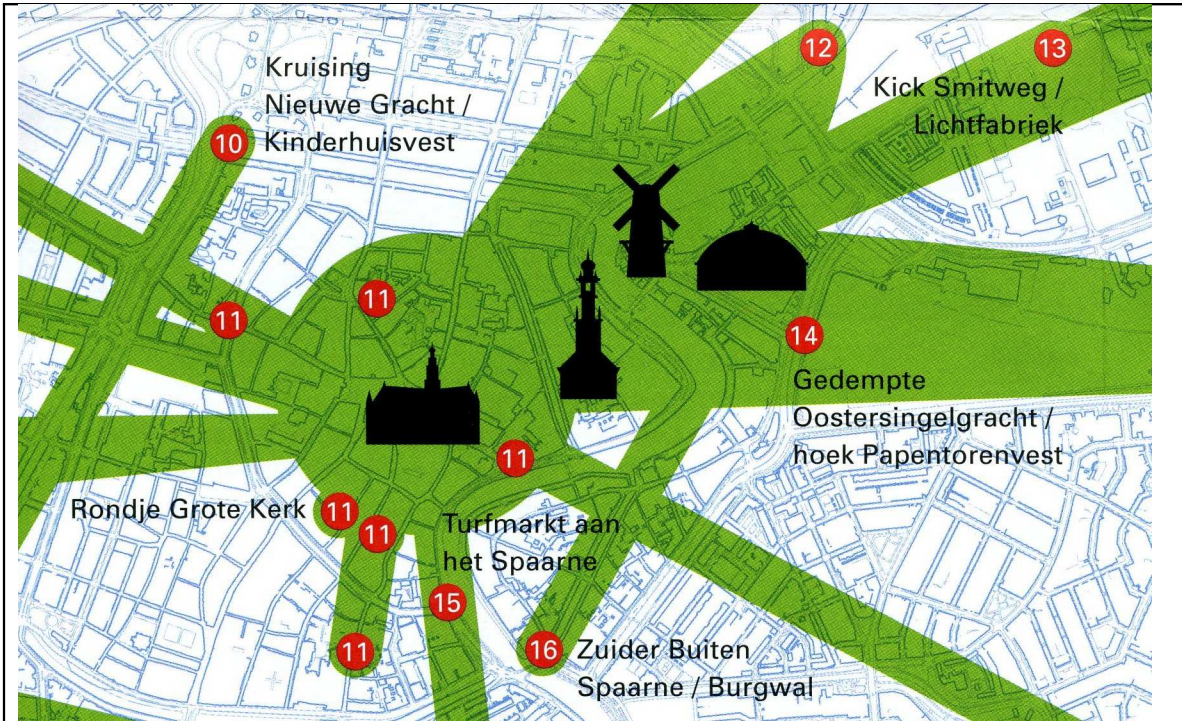 12
13
Kruising
Nieuwe Gracht /
Kinderhuisvest
10
Kick Smitweg /
Lichtfabriek
11
11
14
Gedempte
Oostersingelgracht /
hoek Papentorenvest
11
Rondje Grote Kerk
11
11
Turfmarkt aan
het Spaarne
15
11
16
Zuider Buiten
Spaarne / Burgwal